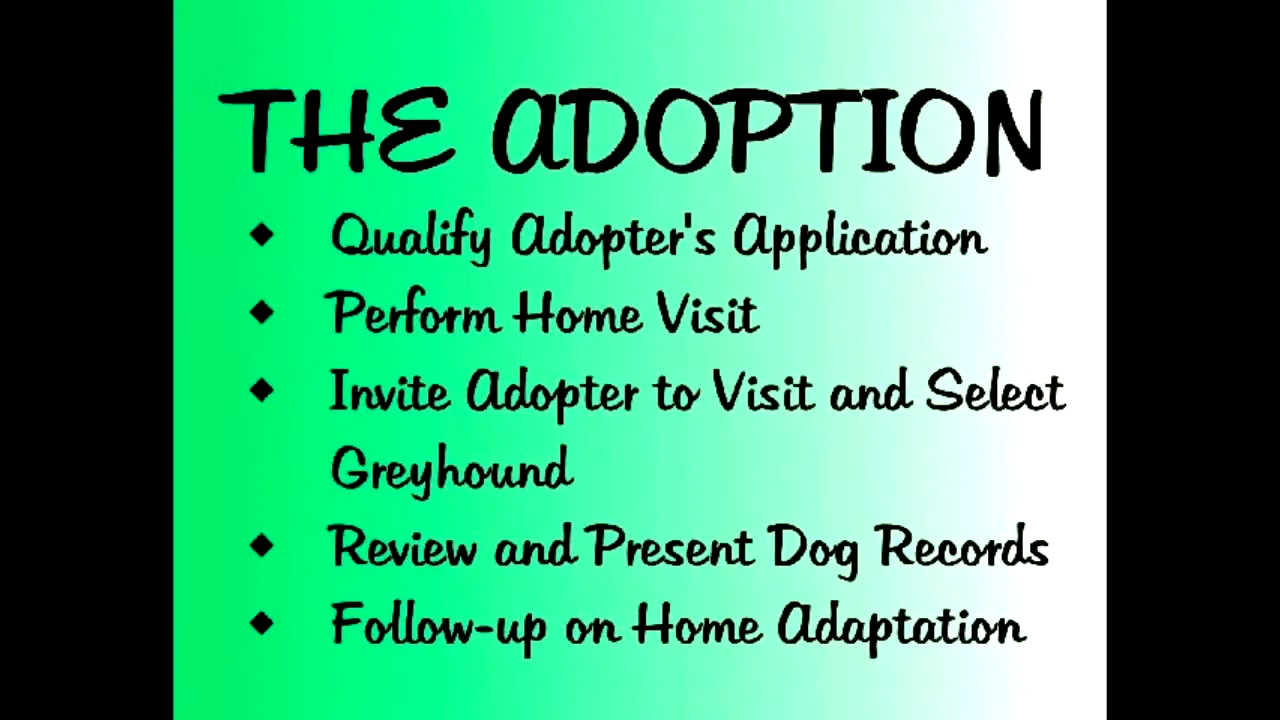 THE ADOPTION
◆ Qualify Adopter's Application
◆ Perform Home Visit
◆ Invite Adopter to Visit and Select
Greyhound
◆ Review and Present Dog Records
◆ Follow-up on Home Adaptation